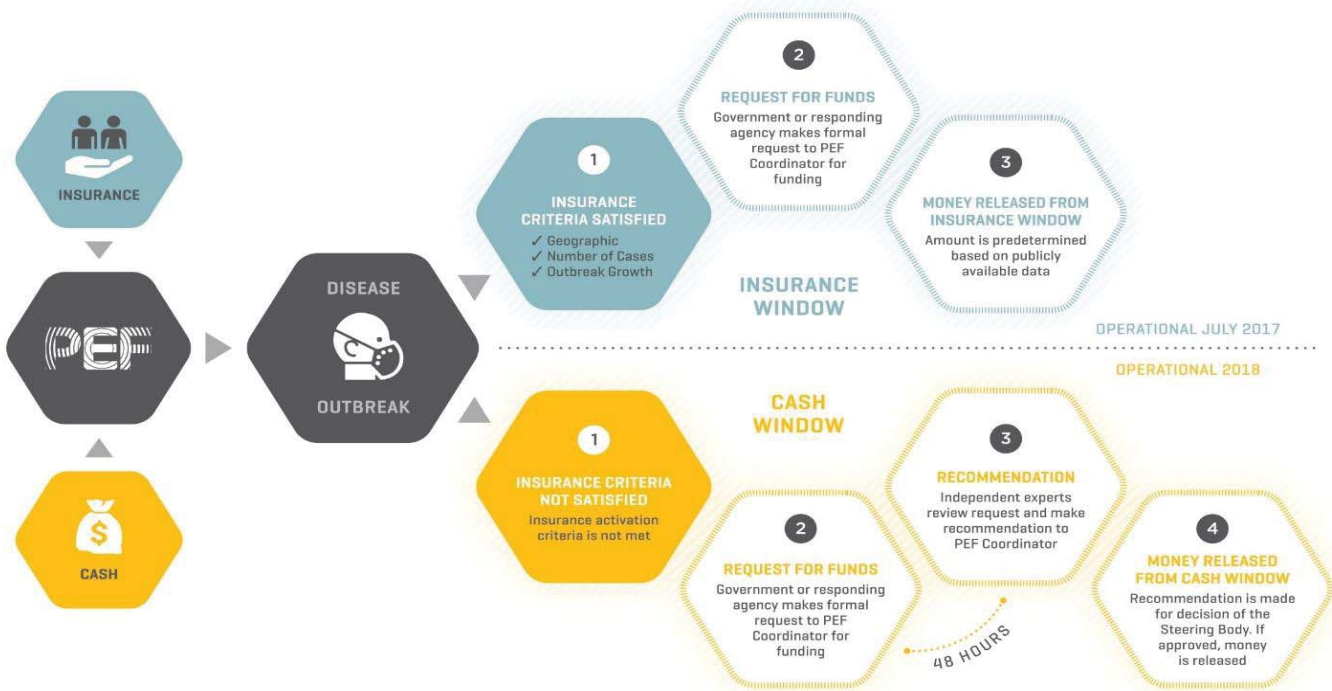 INSURANCE
PEF
$
CASH
DISEASE
OUTBREAK
1
INSURANCE
CRITERIA SATISFIED
✓ Geographic
✓ Number of Cases
✓ Outbreak Growth
2
REQUEST FOR FUNDS
Government or responding
agency makes formal
request to PEF
Coordinator for
funding
3
MONEY RELEASED FROM
INSURANCE WINDOW
Amount is predetermined
based on publicly
available data
INSURANCE
WINDOW
OPERATIONAL JULY 2017
OPERATIONAL 2018
CASH
WINDOW
1
INSURANCE CRITERIA
NOT SATISFIED
Insurance activation
criteria is not met
2
REQUEST FOR FUNDS
Government or responding
agency makes formal
request to PEF
Coordinator for
funding
48 HOURS
3
RECOMMENDATION
Independent experts
review request and make
recommendation to
PEF Coordinator
4
MONEY RELEASED
FROM CASH WINDOW
Recommendation is made
for decision of the
Steering Body. If
approved, money
is released